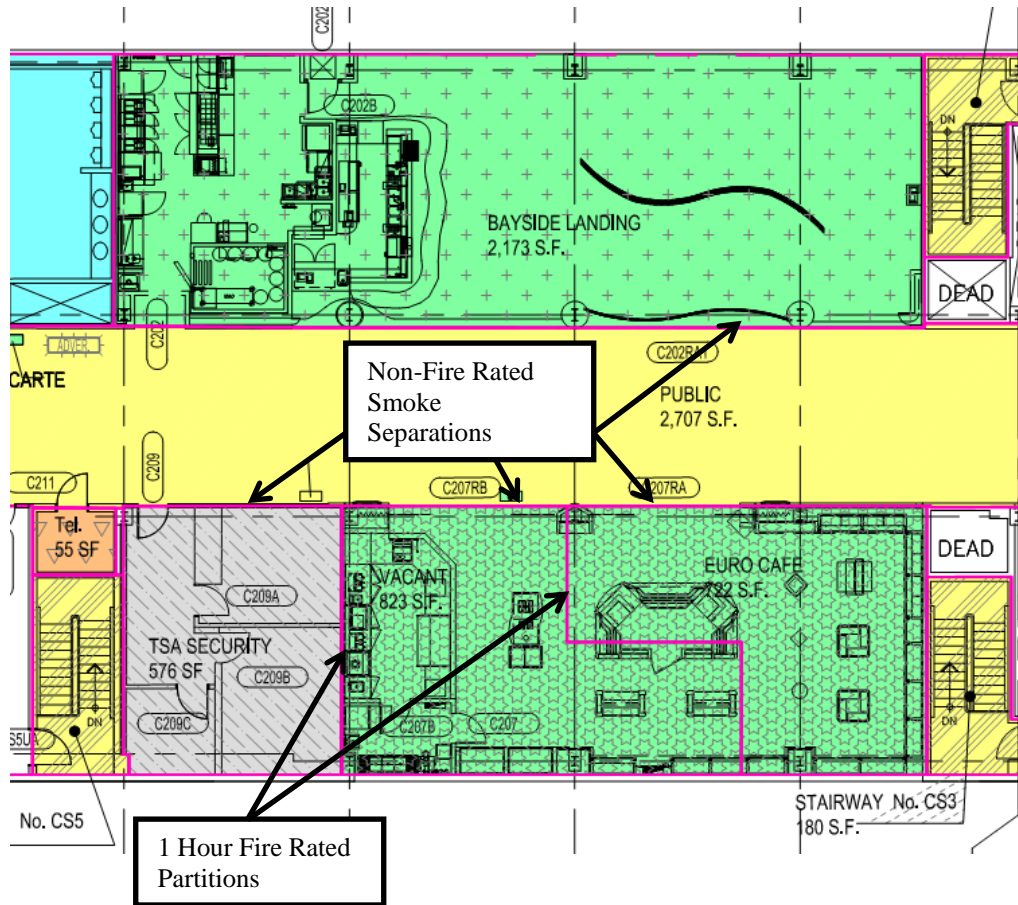 C202
C202B
DN
BAYSIDE LANDING
2,173 S.F.
DEAD
C202
ADVER
CARTE
C202RA1
Non-Fire Rated
Smoke
Separations
PUBLIC
2,707 S.F.
C209
C211
C207RB
C207RA
Tel.
55 SF
VACANT
823 S.F.
EURO CAFE
722 S.F.
DEAD
C209A
TSA SECURITY
576 SF
C209B
DN
C209C
C207B
C207
DN
S5UA
No. CS5
STAIRWAY No. CS3
180 S.F.
1 Hour Fire Rated
Partitions